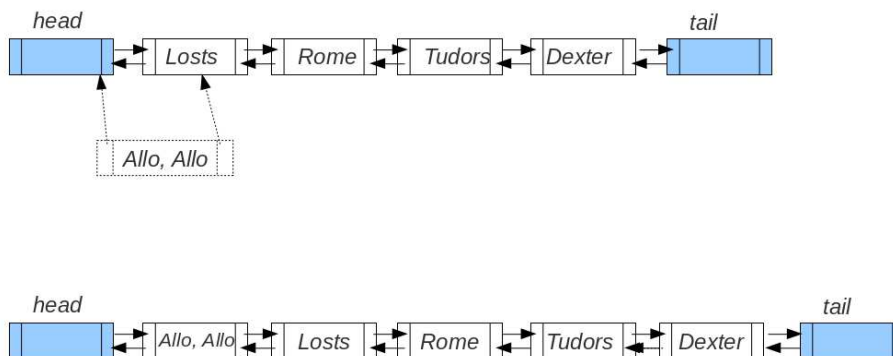 head
tail
Losts
Rome
Tudors
Dexter
Allo, Allo
head
tail
Allo, Allo
Losts
Rome
Tudors
Dexter